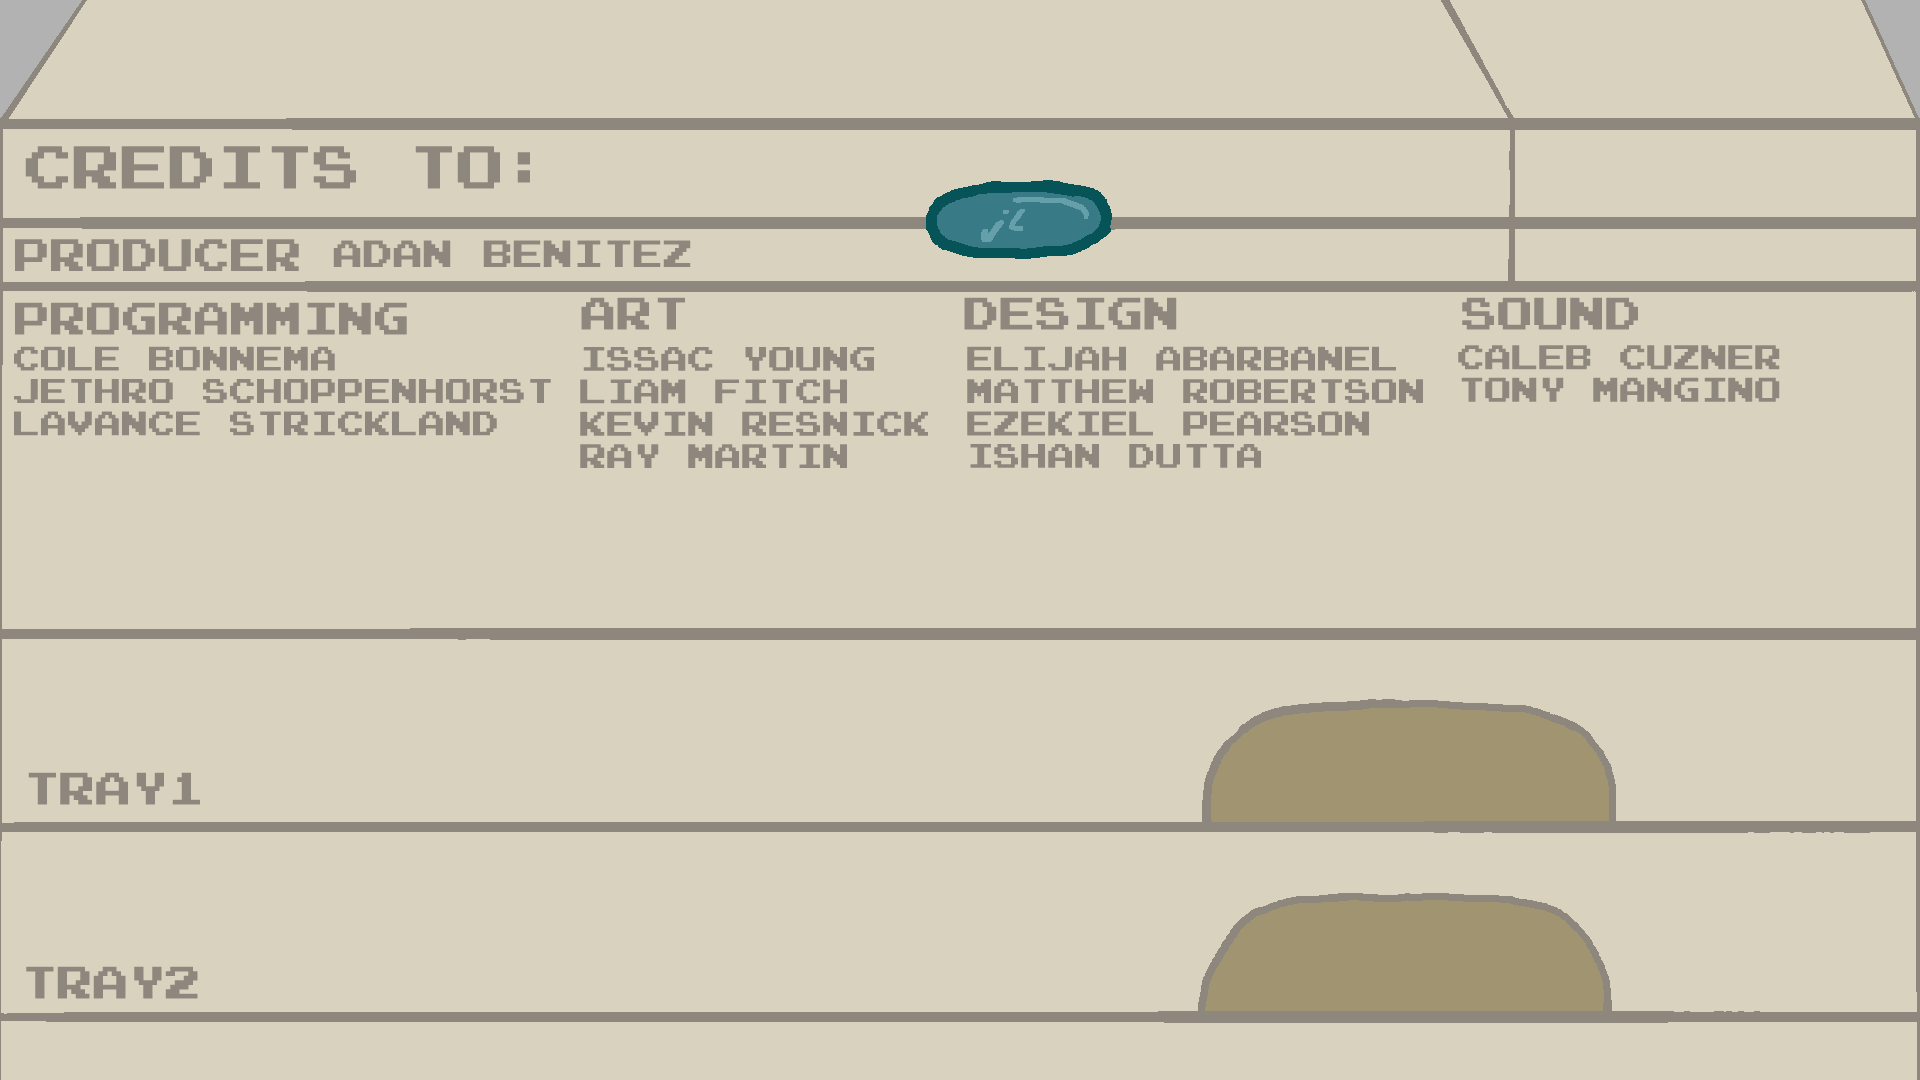 CREDITS TO:
PRODUCER ADAN BENITEZ
PROGRAMMING
COLE BONNEMA
JETHRO SCHOPPENHORST
LAVANCE STRICKLAND
ART
ISSAC YOUNG
LIAM FITCH
KEVIN RESNICK
RAY MARTIN
DESIGN
ELIJAH ABARBANEL
MATTHEW ROBERTSON
EZEKIEL PEARSON
ISHAN DUTTA
SOUND
CALEB CUZNER
TONY MANGINO
TRAY1
TRAY2